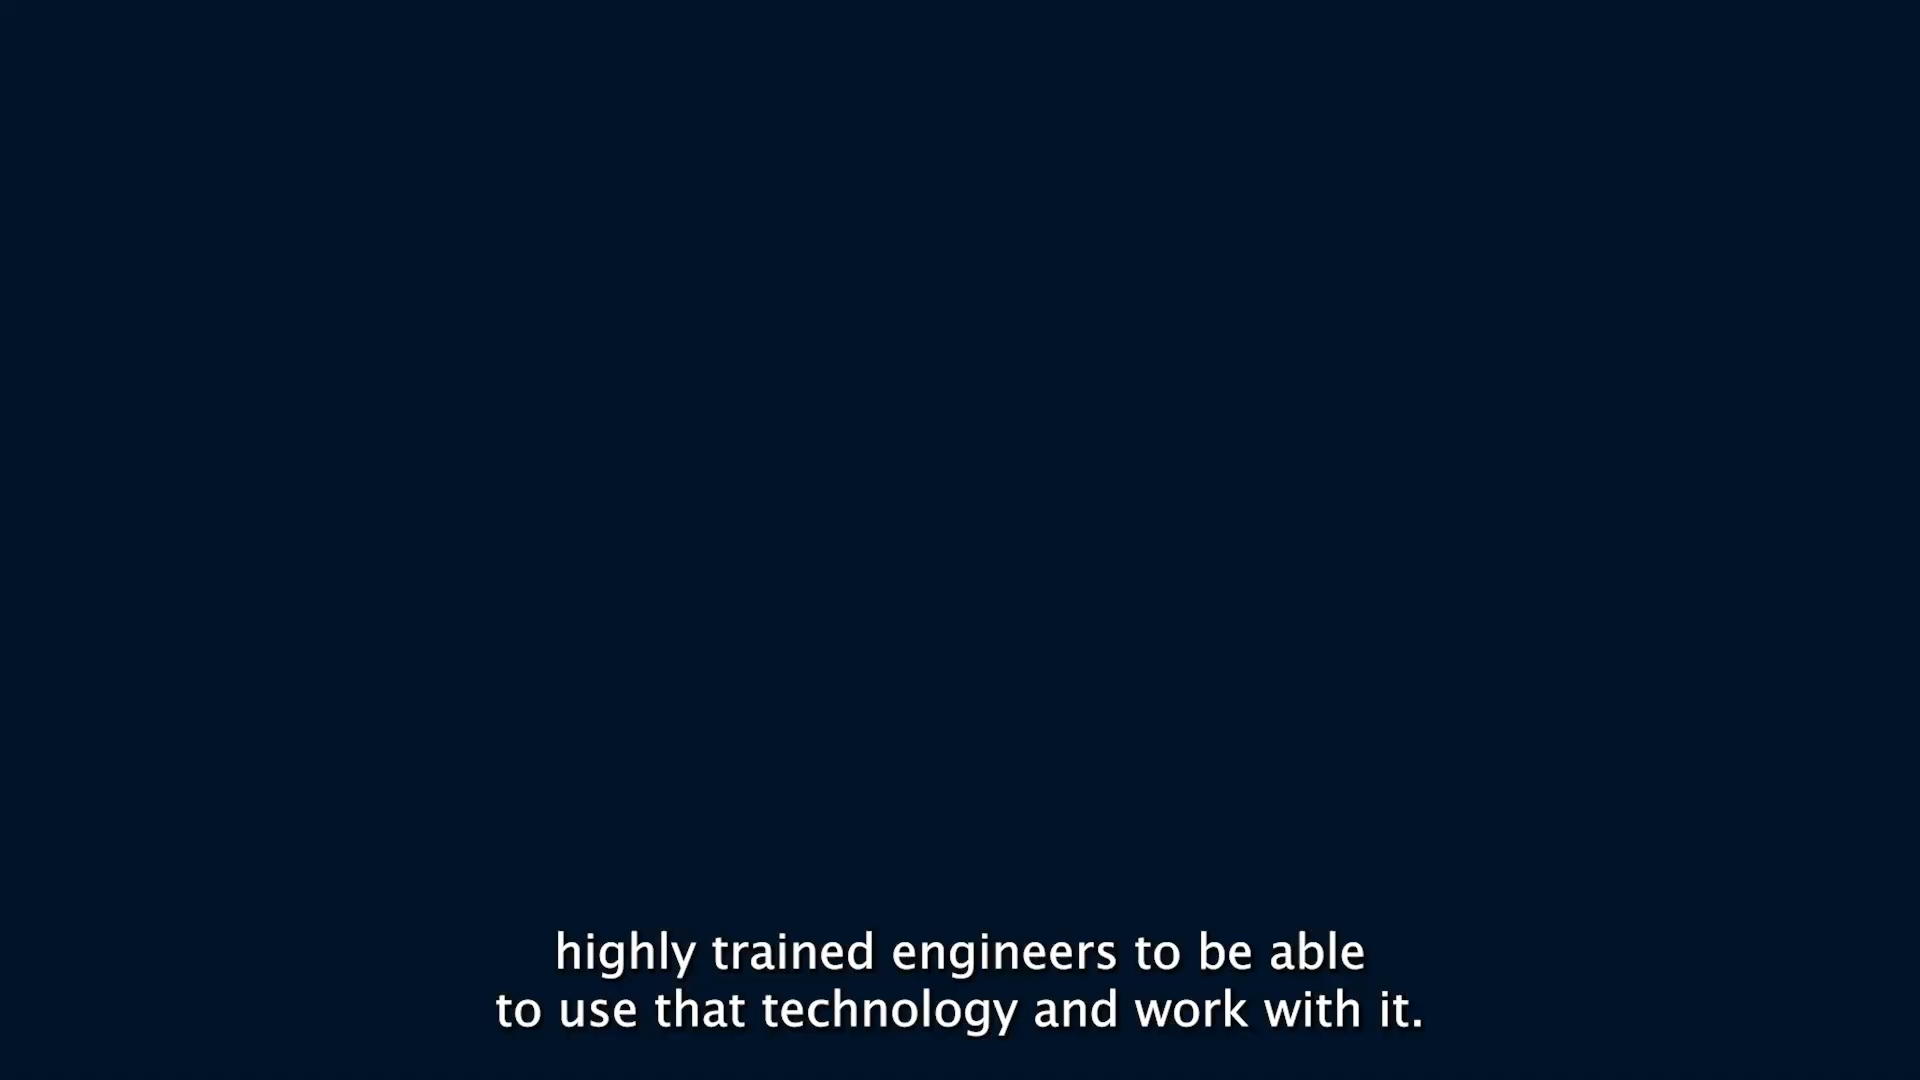 highly trained engineers to be able
to use that technology and work with it.